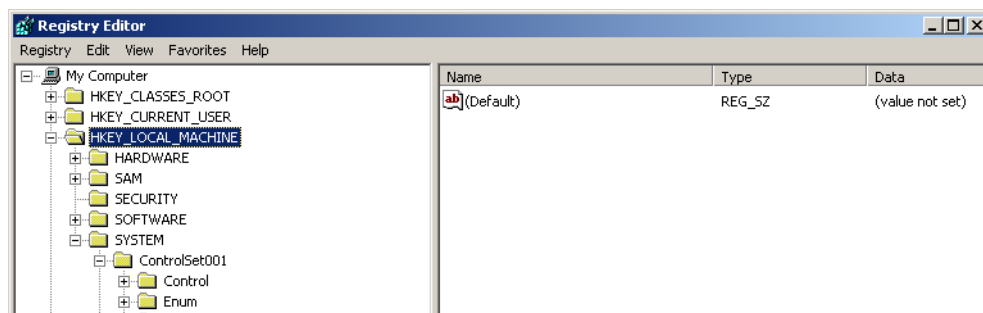 Registry Editor
Registry Edit View Favorites Help
My Computer
HKEY_CLASSES_ROOT
HKEY_CURRENT_USER
HKEY_LOCAL_MACHINE
HARDWARE
SAM
SECURITY
SOFTWARE
SYSTEM
ControlSet001
Control
Enum
Name Type Data
ab (Default) REG_SZ (value not set)